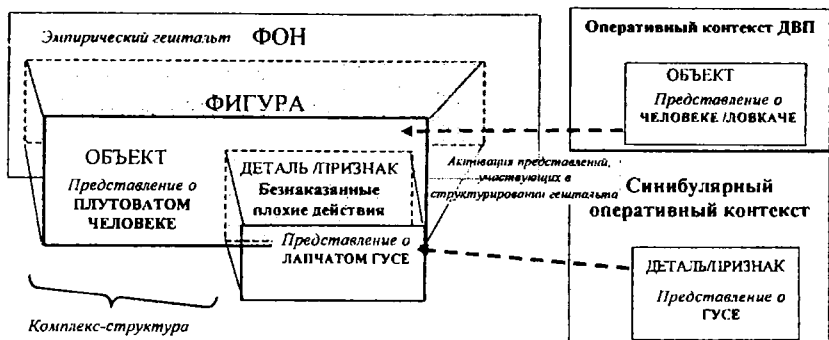 Эмпирический гештальт ФОН
ФИГУРА
ОБЪЕКТ
Представление о
ПЛУТОВАТОМ
ЧЕЛОВЕКЕ
ДЕТАЛЬ /ПРИЗНАК
Безнаказанные
плохие действия
Представление о
ЛАПЧАТОМ ГУСЕ
Комплекс-структура
Активация представлений,
участвующих в
структурировании гештальта
Оперативный контекст ДВП
ОБЪЕКТ
Представление о
ЧЕЛОВЕКЕ /ЛОВКАЧЕ
Синибулярный
оперативный контекст
ДЕТАЛЬ/ПРИЗНАК
Представление о
ГУСЕ